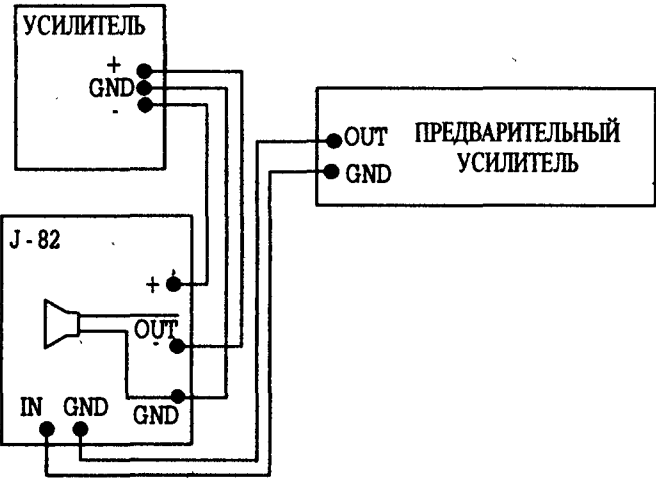 УСИЛИТЕЛЬ
+
GND
-
OUT ПРЕДВАРИТЕЛЬНЫЙ
GND УСИЛИТЕЛЬ
J - 82
+
OUT
-
GND
IN GND